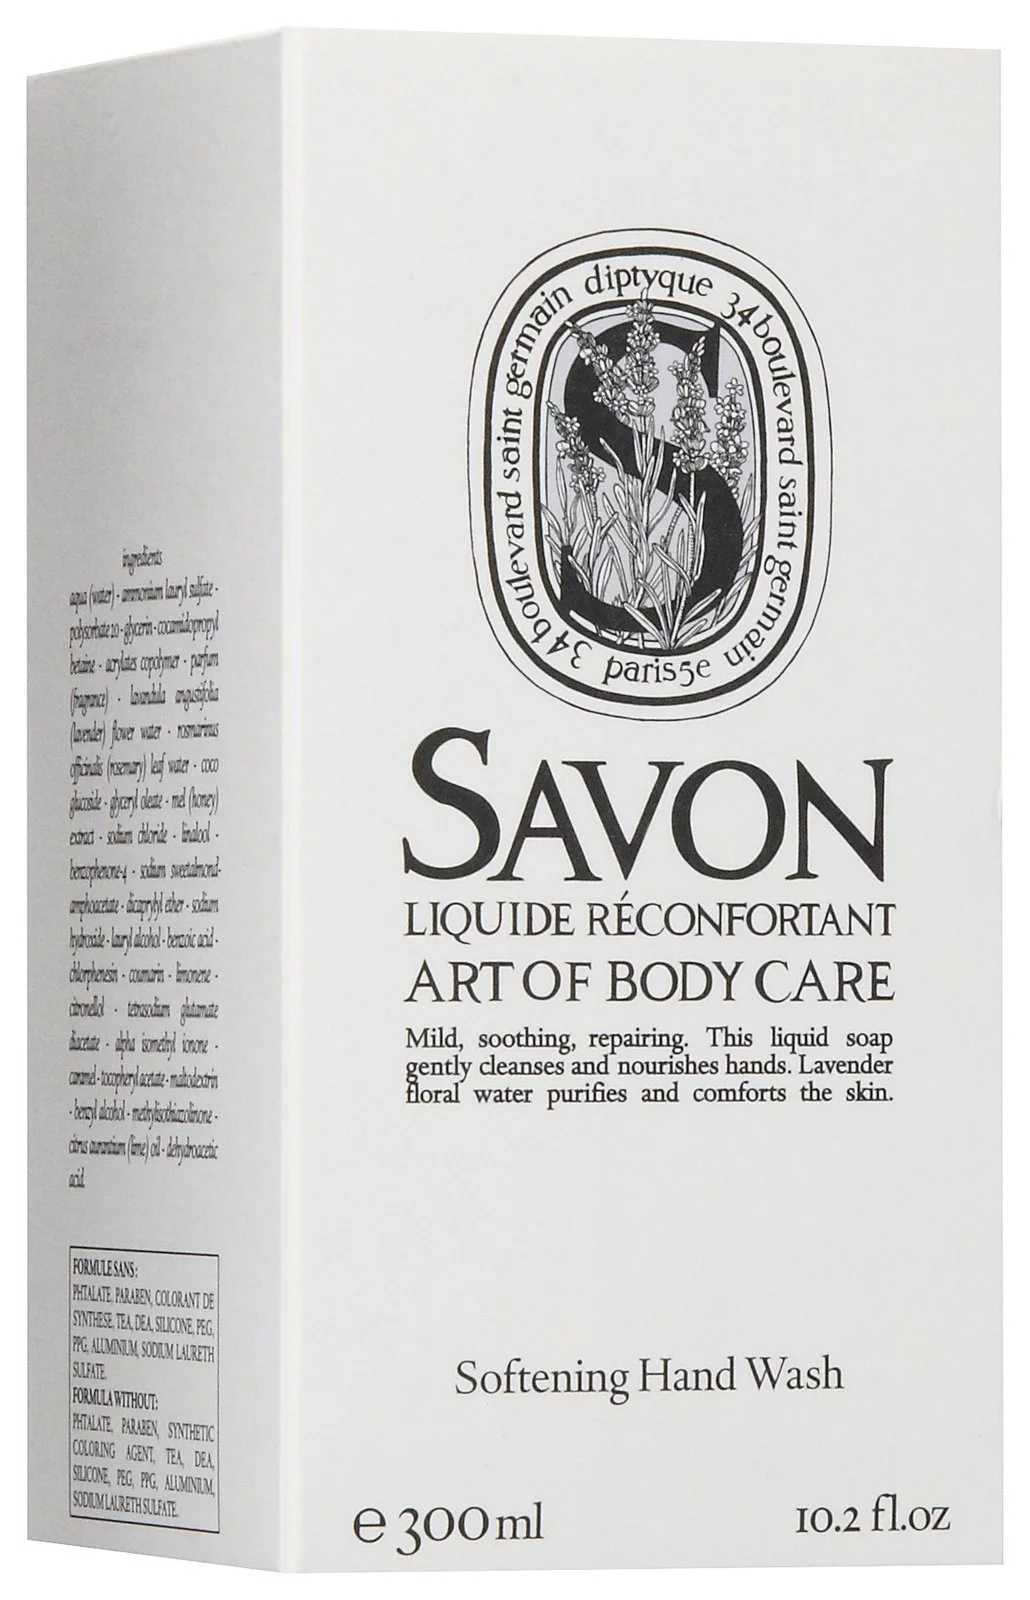 ingredients
aqua (water) - ammonium lauryl sulfate -
polysorbate 20 - glycerin - cocamidopropyl
betaine - acrylates copolymer - parfum
(fragrance) - lavandula angustifolia
(lavender) flower water - rosmarinus
officinalis (rosemary) leaf water - coco
glucoside - glyceryl oleate - mel (honey)
extract - sodium chloride - linalool -
benzophenone-4 - sodium sweetalmond-
amphoacetate - dicaprylyl ether - sodium
hydroxide - lauryl alcohol - benzoic acid -
chlorphenesin - coumarin - limonene -
citronellol - tetrasodium glutamate
diacetate - alpha isomethyl ionone -
caramel - tocopheryl acetate - maltodextrin
- benzyl alcohol - methylisothiazolinone -
citrus aurantium (lime) oil - dehydroacetic
acid.
FORMULE SANS:
PHTALATE, PARABEN, COLORANT DE
SYNTHESE, TEA, DEA, SILICONE, PEG,
PPG, ALUMINIUM, SODIUM LAURETH
SULFATE.
FORMULA WITHOUT:
PHTALATE, PARABEN, SYNTHETIC
COLORING AGENT, TEA, DEA,
SILICONE, PEG, PPG, ALUMINIUM,
SODIUM LAURETH SULFATE.
diptyque 34 boulevard saint germain
paris5e
34 boulevard saint germain
S
SAVON
LIQUIDE RÉCONFORTANT
ART OF BODY CARE
Mild, soothing, repairing. This liquid soap
gently cleanses and nourishes hands. Lavender
floral water purifies and comforts the skin.
Softening Hand Wash
e 300ml
10.2 fl.oz